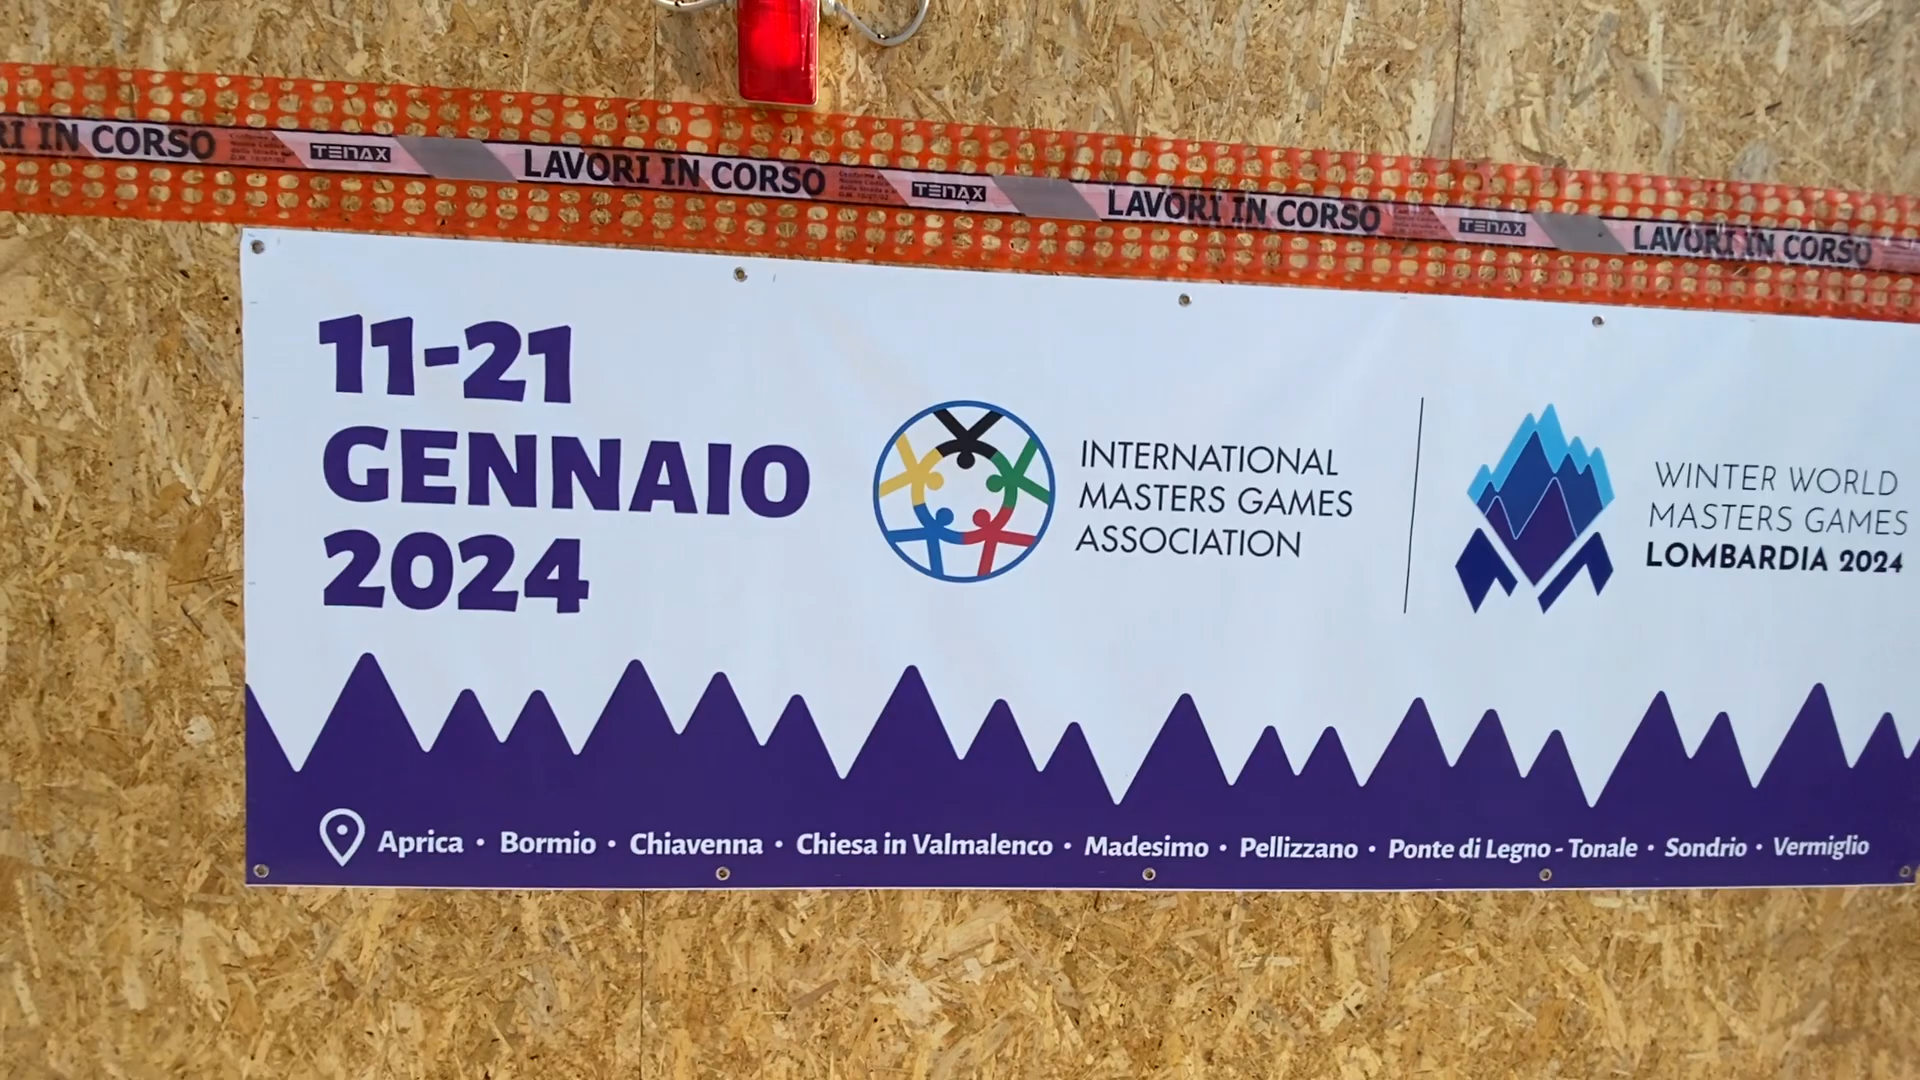 RI IN CORSO TENAX LAVORI IN CORSO TENAX LAVORI IN CORSO TENAX LAVORI IN CORSO
11-21
GENNAIO
2024
INTERNATIONAL
MASTERS GAMES
ASSOCIATION
WINTER WORLD
MASTERS GAMES
LOMBARDIA 2024
Aprica • Bormio • Chiavenna • Chiesa in Valmalenco • Madesimo • Pellizzano • Ponte di Legno - Tonale • Sondrio • Vermiglio